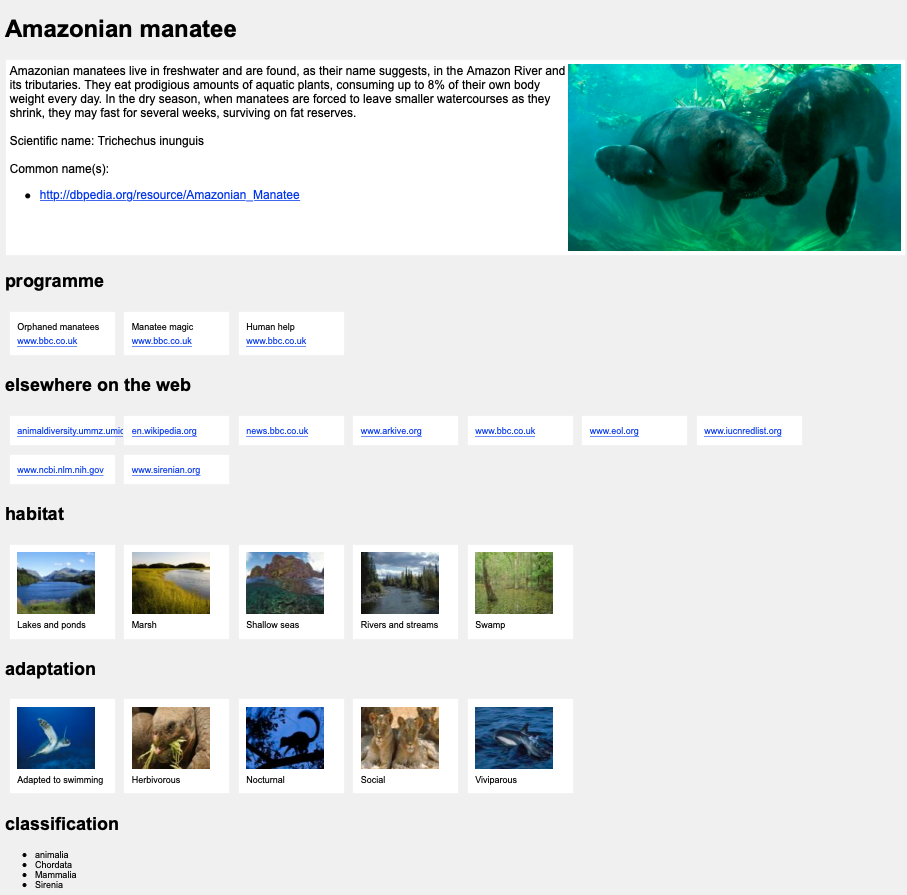 Amazonian manatee
Amazonian manatees live in freshwater and are found, as their name suggests, in the Amazon River and
its tributaries. They eat prodigious amounts of aquatic plants, consuming up to 8% of their own body
weight every day. In the dry season, when manatees are forced to leave smaller watercourses as they
shrink, they may fast for several weeks, surviving on fat reserves.
Scientific name: Trichechus inunguis
Common name(s):
http://dbpedia.org/resource/Amazonian_Manatee
programme
Orphaned manatees
www.bbc.co.uk
Manatee magic
www.bbc.co.uk
Human help
www.bbc.co.uk
elsewhere on the web
animaldiversity.ummz.umic
en.wikipedia.org
news.bbc.co.uk
www.arkive.org
www.bbc.co.uk
www.eol.org
www.iucnredlist.org
www.ncbi.nlm.nih.gov
www.sirenian.org
habitat
Lakes and ponds
Marsh
Shallow seas
Rivers and streams
Swamp
adaptation
Adapted to swimming
Herbivorous
Nocturnal
Social
Viviparous
classification
animalia
Chordata
Mammalia
Sirenia